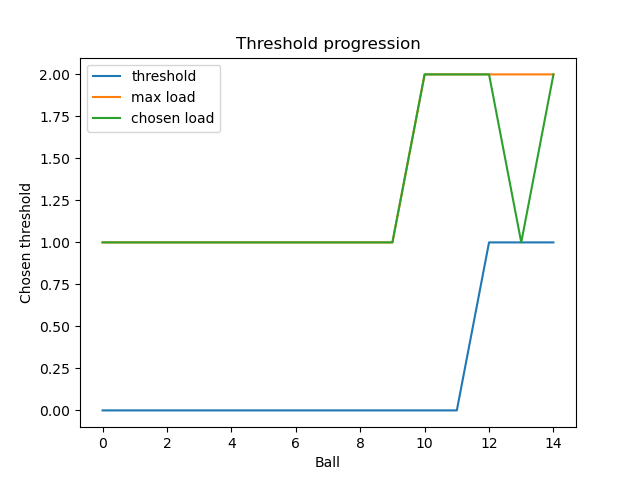 Threshold progression
threshold
max load
chosen load
Chosen threshold
2.00
1.75
1.50
1.25
1.00
0.75
0.50
0.25
0.00
0 2 4 6 8 10 12 14
Ball